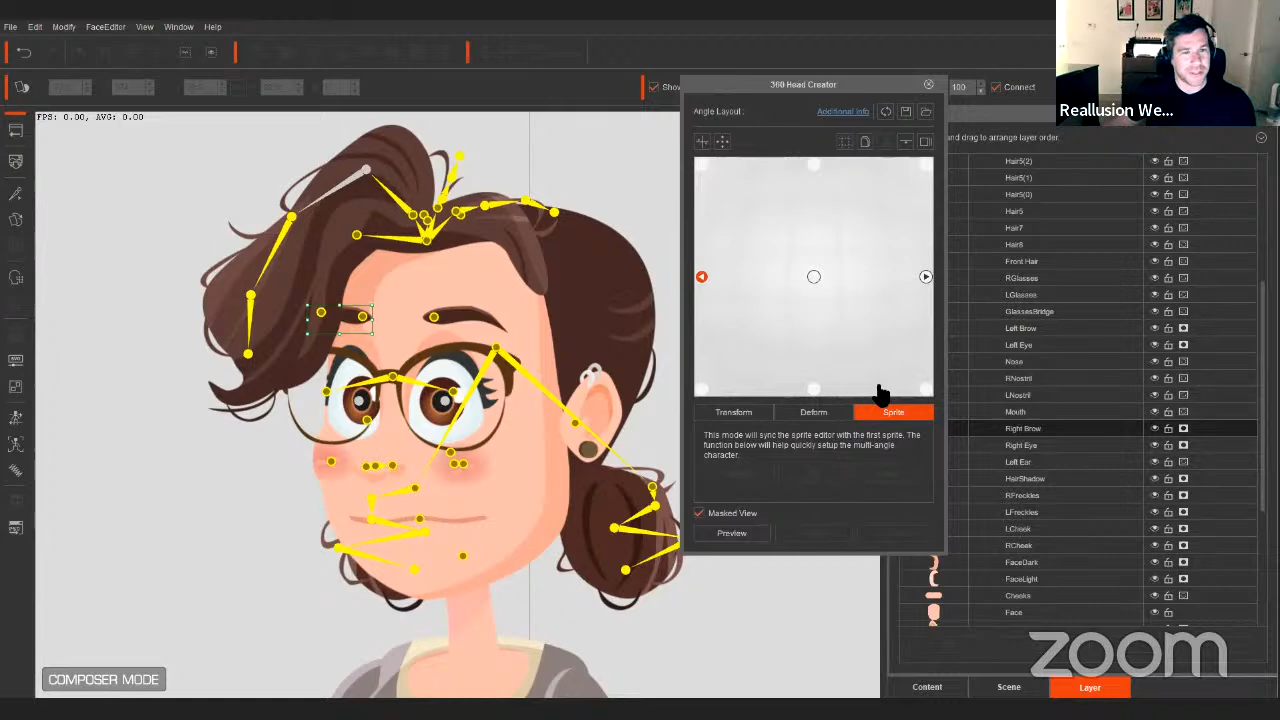 File Edit Modify FaceEditor View Window Help
Show
100
Connect
Reallusion We...
FPS: 0.00, AVG: 0.00
360 Head Creator
Angle Layout :
Additional Info
Transform
Deform
Sprite
This mode will sync the sprite editor with the first sprite. The
function below will help quickly setup the multi-angle
character.
Masked View
Preview
and drag to arrange layer order.
Hair5(2)
Hair5(1)
Hair5(0)
Hair5
Hair7
Hair8
Front Hair
RGlasses
LGlasses
GlassesBridge
Left Brow
Left Eye
Nose
RNostril
LNostril
Mouth
Right Brow
Right Eye
Left Ear
HairShadow
RFreckles
LFreckles
LCheek
RCheek
FaceDark
FaceLight
Cheeks
Face
COMPOSER MODE
zoom
Content
Scene
Layer